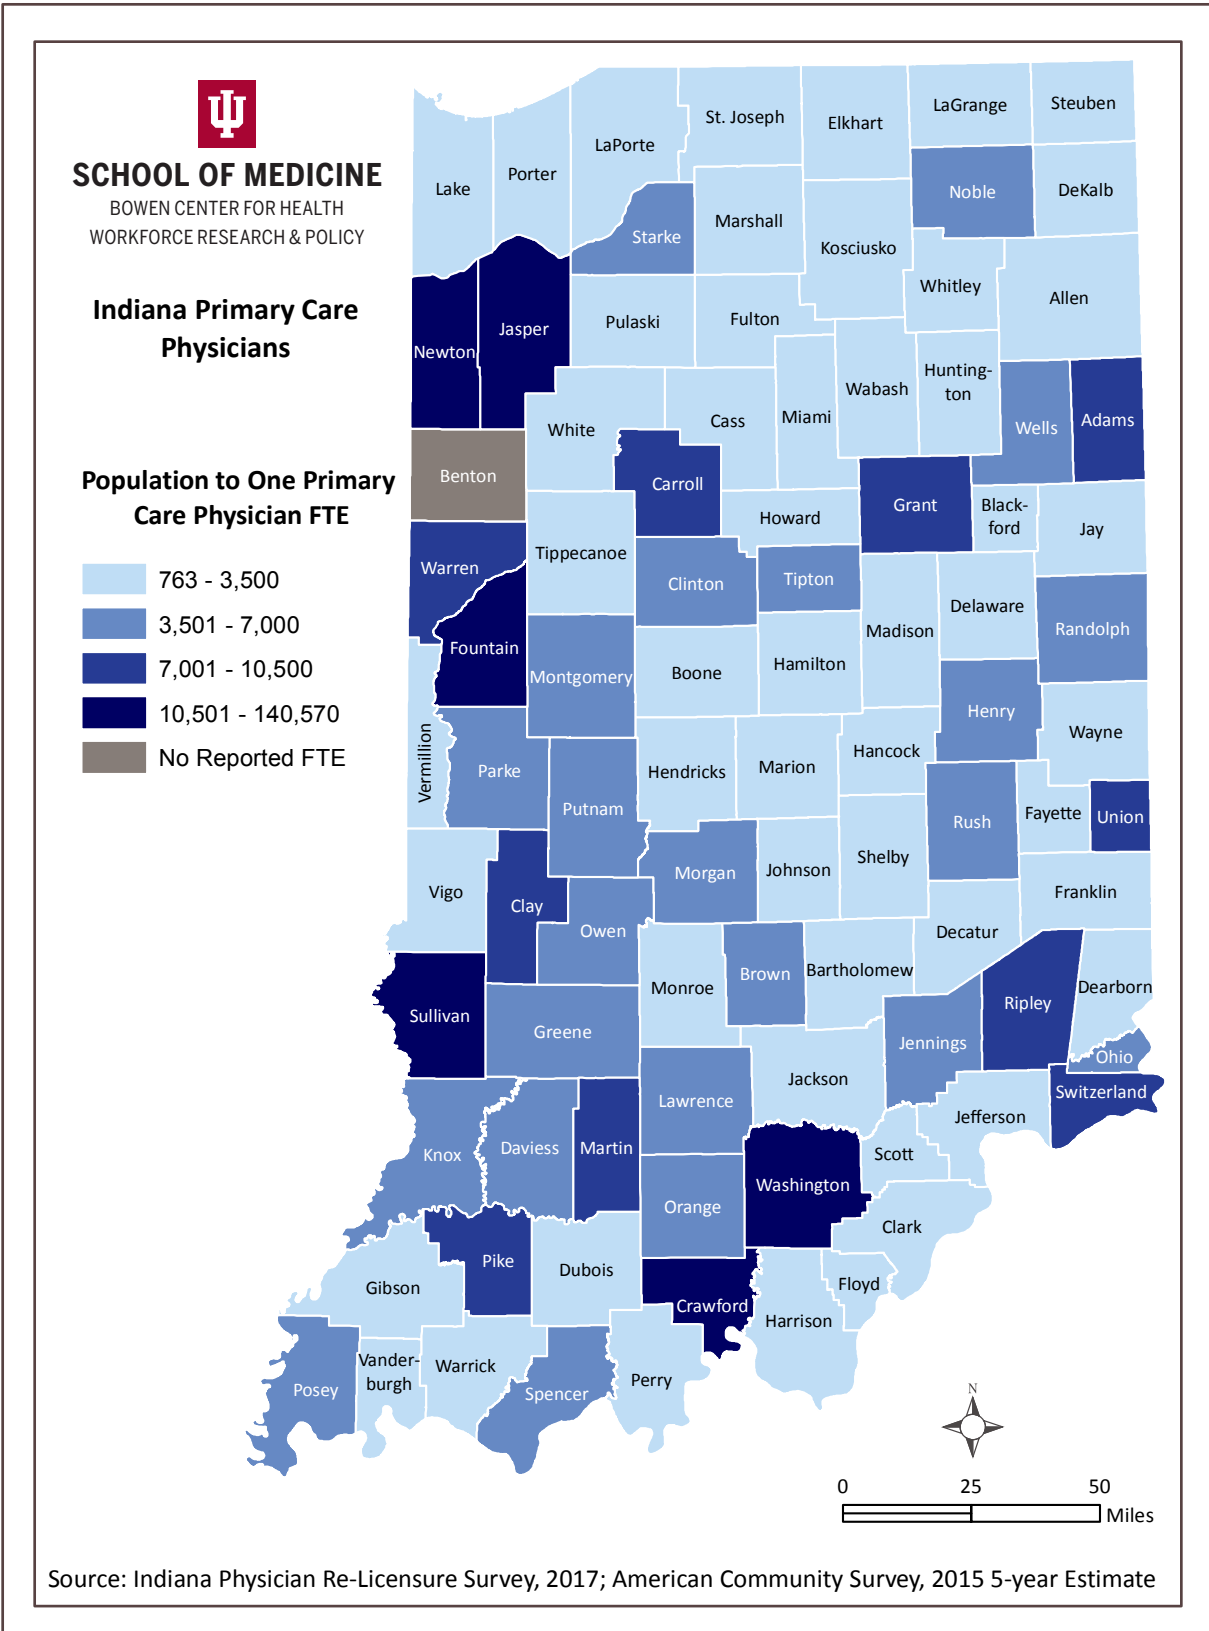 SCHOOL OF MEDICINE
BOWEN CENTER FOR HEALTH
WORKFORCE RESEARCH & POLICY
Indiana Primary Care
Physicians
Population to One Primary
Care Physician FTE
763 - 3,500
3,501 - 7,000
7,001 - 10,500
10,501 - 140,570
No Reported FTE
Lake
Porter
LaPorte
St. Joseph
Elkhart
LaGrange
Steuben
Noble
DeKalb
Starke
Marshall
Kosciusko
Whitley
Allen
Newton
Jasper
Pulaski
Fulton
Wabash
Hunting-
ton
Wells
Adams
White
Cass
Miami
Benton
Carroll
Grant
Black-
ford
Jay
Howard
Warren
Tippecanoe
Clinton
Tipton
Delaware
Randolph
Madison
Fountain
Montgomery
Boone
Hamilton
Henry
Wayne
Vermillion
Parke
Putnam
Hendricks
Marion
Hancock
Rush
Fayette
Union
Vigo
Clay
Owen
Morgan
Johnson
Shelby
Franklin
Decatur
Sullivan
Greene
Monroe
Brown
Bartholomew
Jennings
Ripley
Dearborn
Ohio
Switzerland
Jackson
Lawrence
Jefferson
Knox
Daviess
Martin
Scott
Washington
Orange
Clark
Pike
Dubois
Gibson
Crawford
Floyd
Harrison
Posey
Vander-
burgh
Warrick
Spencer
Perry
N
0 25 50
Miles
Source: Indiana Physician Re-Licensure Survey, 2017; American Community Survey, 2015 5-year Estimate